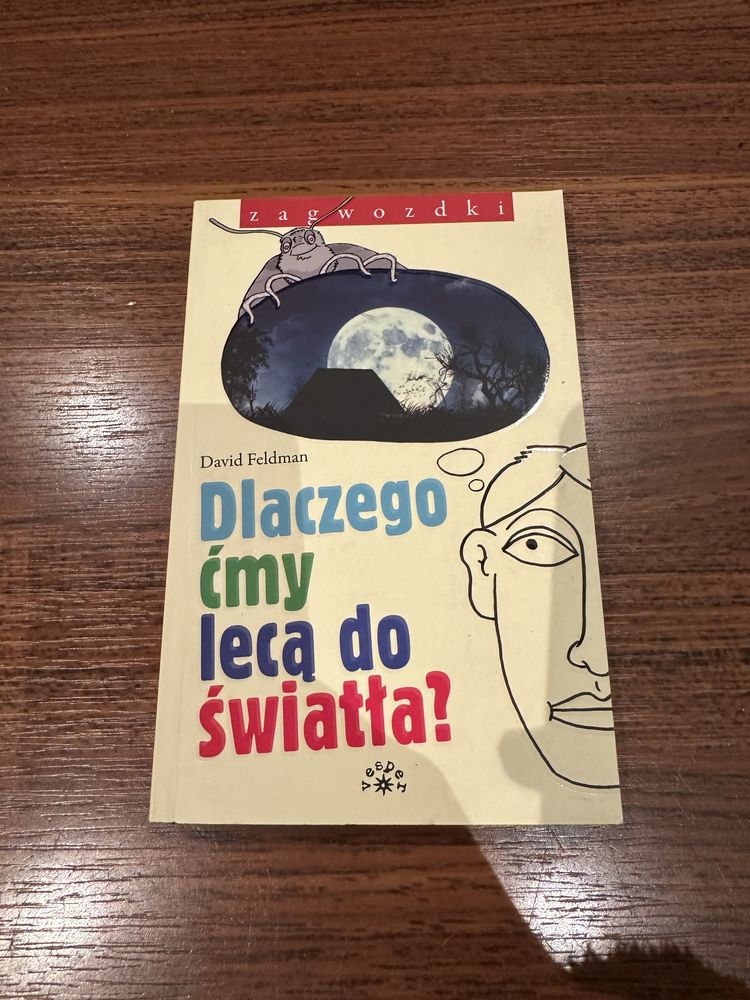 zagwozdki
David Feldman
Dlaczego
ćmy
lecą do
światła?
vesper